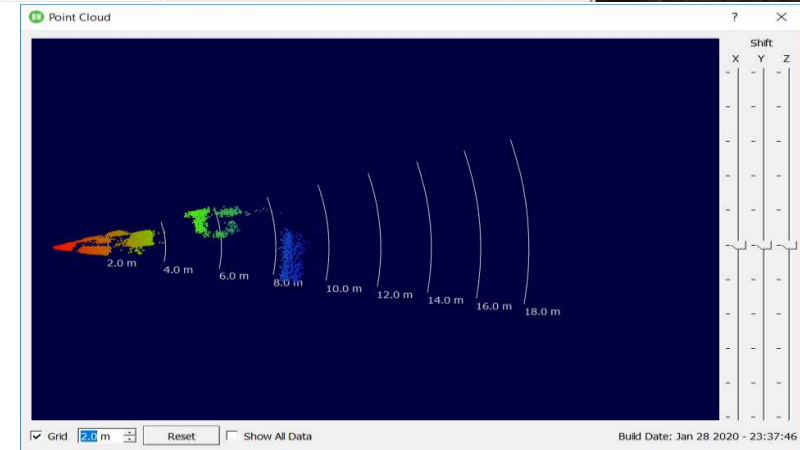 ON Point Cloud ? ×
Shift
X Y Z
2.0 m
4.0 m
6.0 m
8.0 m
10.0 m
12.0 m
14.0 m
16.0 m
18.0 m
Grid 2.0 m Reset Show All Data Build Date: Jan 28 2020 - 23:37:46